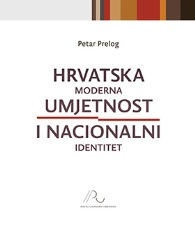 Petar Prelog
HRVATSKA
MODERNA
UMJETNOST
I NACIONALNI
IDENTITET